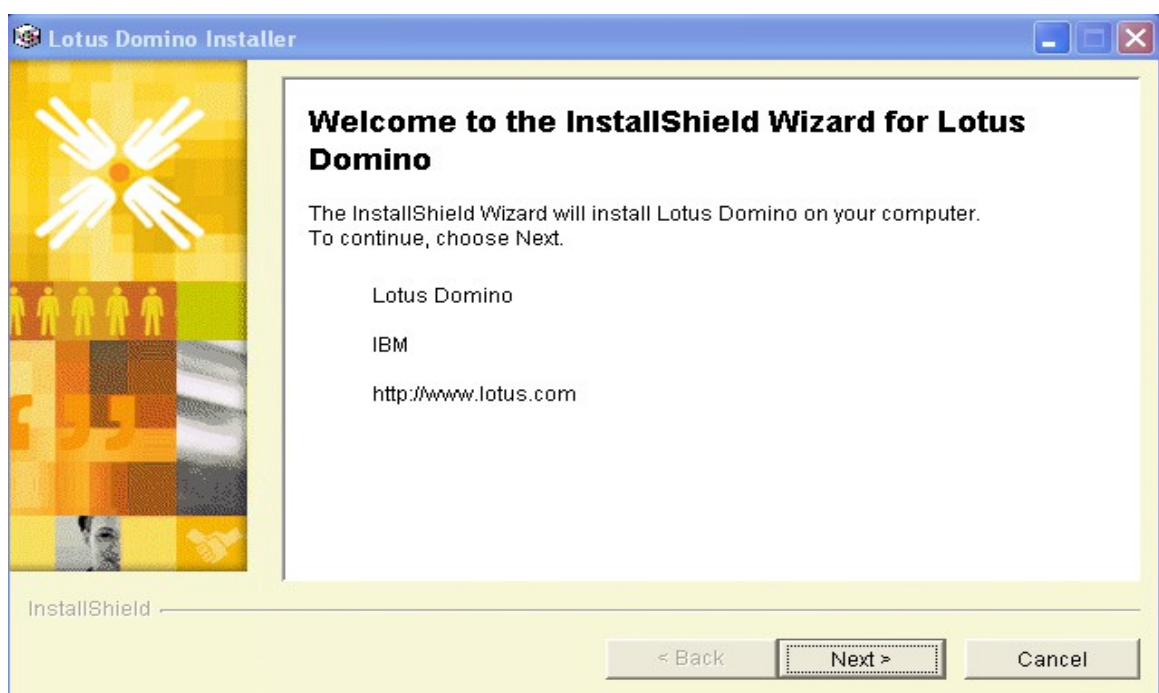 Lotus Domino Installer
Welcome to the InstallShield Wizard for Lotus
Domino
The InstallShield Wizard will install Lotus Domino on your computer.
To continue, choose Next.
Lotus Domino
IBM
http://www.lotus.com
InstallShield
< Back
Next >
Cancel